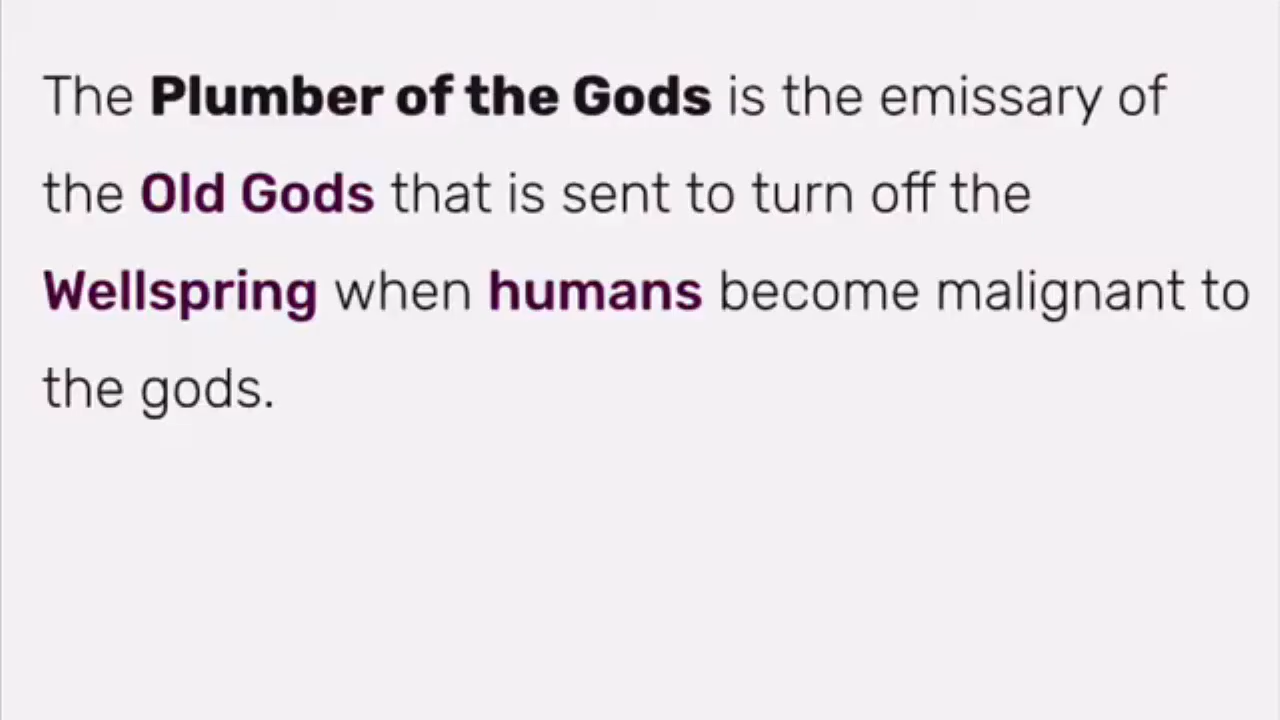 The Plumber of the Gods is the emissary of
the Old Gods that is sent to turn off the
Wellspring when humans become malignant to
the gods.